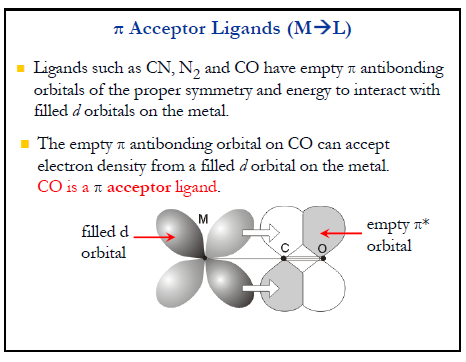 π Acceptor Ligands (M→L)
Ligands such as CN, N₂ and CO have empty π antibonding
orbitals of the proper symmetry and energy to interact with
filled d orbitals on the metal.
The empty π antibonding orbital on CO can accept
electron density from a filled d orbital on the metal.
CO is a π acceptor ligand.
filled d
orbital
M
C
O
empty π*
orbital